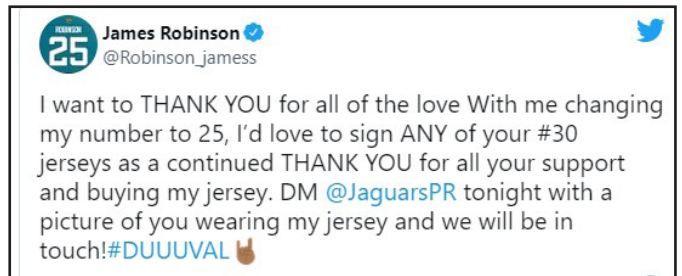 ROBINSON
25
James Robinson
@Robinson_jamess
I want to THANK YOU for all of the love With me changing
my number to 25, I'd love to sign ANY of your #30
jerseys as a continued THANK YOU for all your support
and buying my jersey. DM @JaguarsPR tonight with a
picture of you wearing my jersey and we will be in
touch!#DUUUVAL🤘🏾